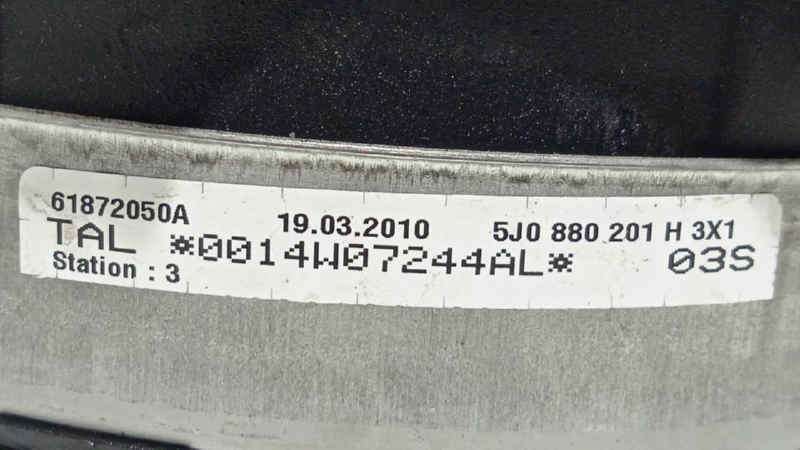 61872050A 19.03.2010 5J0 880 201 H 3X1
TAL *0014W07244AL* 03S
Station : 3